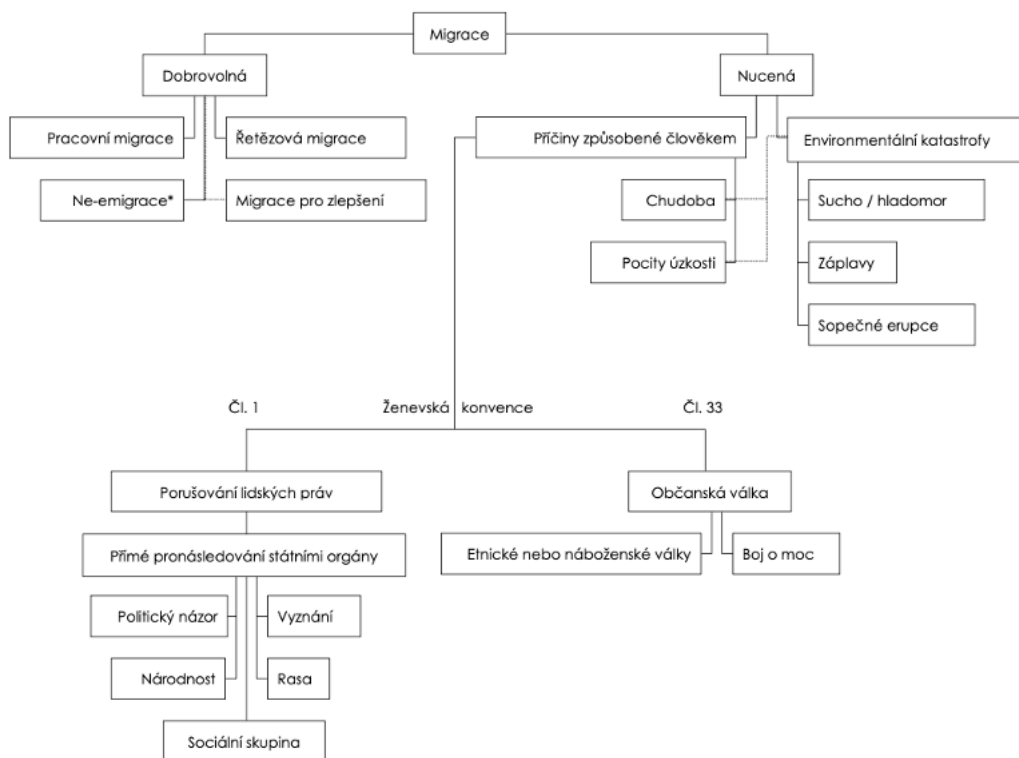 Migrace
Dobrovolná
Nucená
Pracovní migrace
Řetězová migrace
Příčiny způsobené člověkem
Environmentální katastrofy
Ne-emigrace*
Migrace pro zlepšení
Chudoba
Sucho / hladomor
Pocity úzkosti
Záplavy
Sopečné erupce
Čl. 1
Ženevská konvence
Čl. 33
Porušování lidských práv
Občanská válka
Přímé pronásledování státními orgány
Etnické nebo náboženské války
Boj o moc
Politický názor
Vyznání
Národnost
Rasa
Sociální skupina